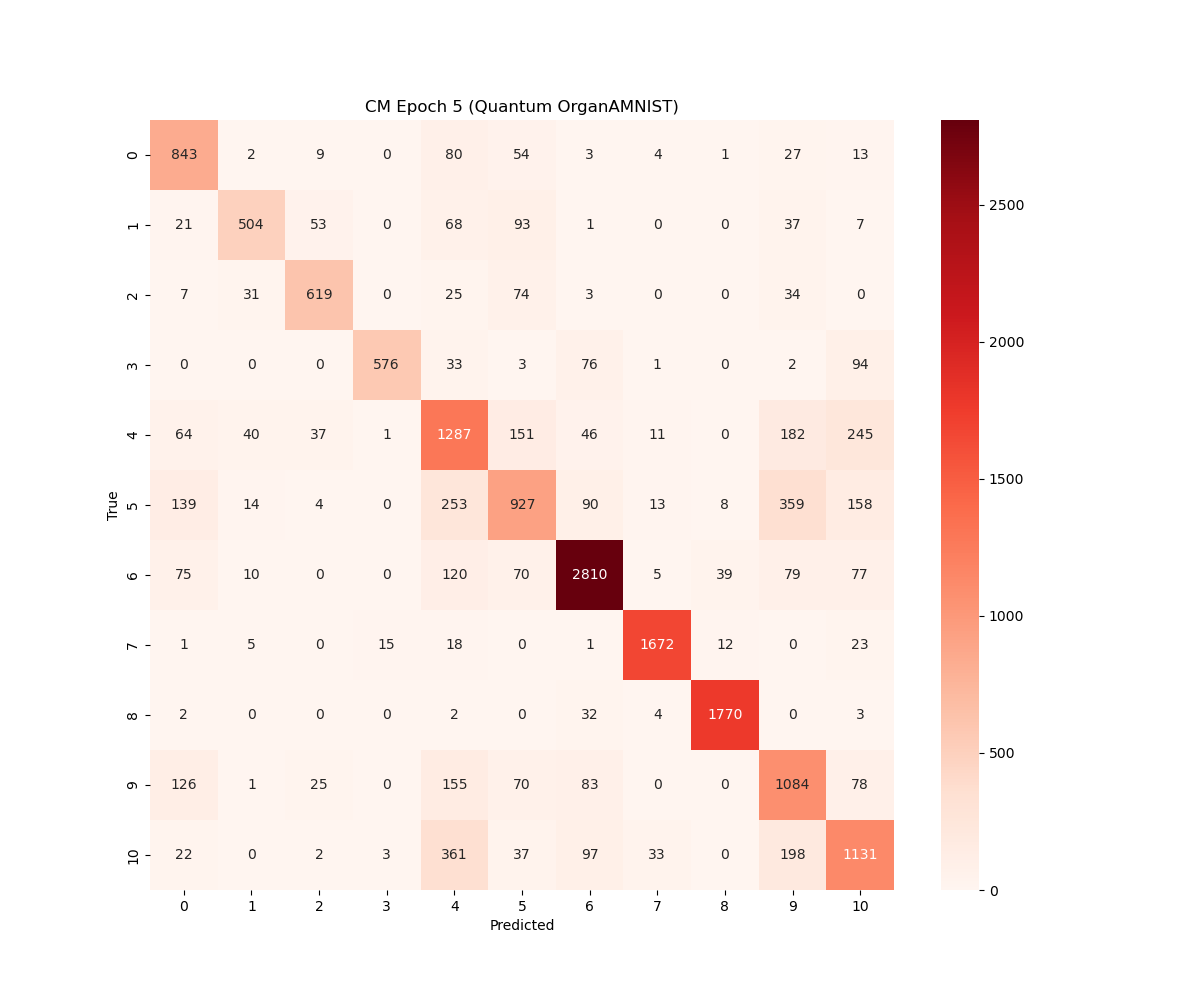 CM Epoch 5 (Quantum OrganAMNIST)
0 843 2 9 0 80 54 3 4 1 27 13
1 21 504 53 0 68 93 1 0 0 37 7
2 7 31 619 0 25 74 3 0 0 34 0
3 0 0 0 576 33 3 76 1 0 2 94
4 64 40 37 1 1287 151 46 11 0 182 245
5 139 14 4 0 253 927 90 13 8 359 158
6 75 10 0 0 120 70 2810 5 39 79 77
7 1 5 0 15 18 0 1 1672 12 0 23
8 2 0 0 0 2 0 32 4 1770 0 3
9 126 1 25 0 155 70 83 0 0 1084 78
10 22 0 2 3 361 37 97 33 0 198 1131
0 1 2 3 4 5 6 7 8 9 10
Predicted
True
2500
2000
1500
1000
500
0